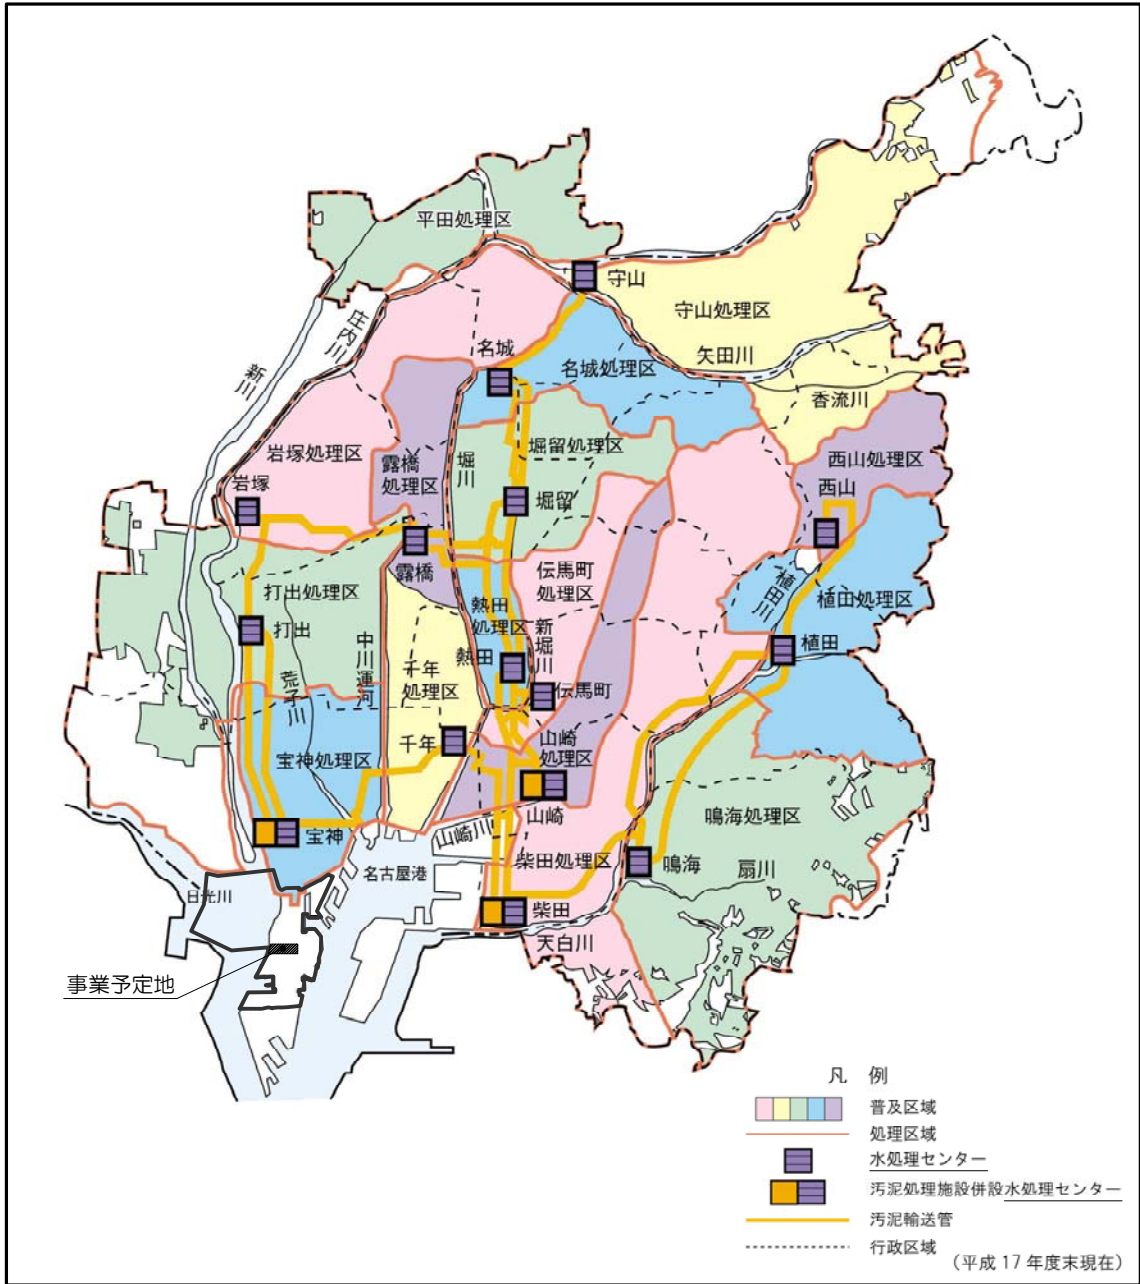 平田処理区
守山
守山処理区
庄内川
新川
名城
名城処理区
矢田川
香流川
岩塚処理区
露橋
処理区
堀川
堀留処理区
西山処理区
西山
岩塚
堀留
露橋
伝馬町
処理区
植田川
植田処理区
打出処理区
打出
熱田
処理区
新堀川
植田
中川運河
荒子川
千年
処理区
熱田
伝馬町
宝神処理区
千年
山崎
処理区
宝神
山崎川
山崎
鳴海処理区
柴田処理区
鳴海
扇川
名古屋港
日光川
柴田
天白川
事業予定地
凡 例
普及区域
処理区域
水処理センター
汚泥処理施設併設水処理センター
汚泥輸送管
行政区域
(平成 17 年度末現在)